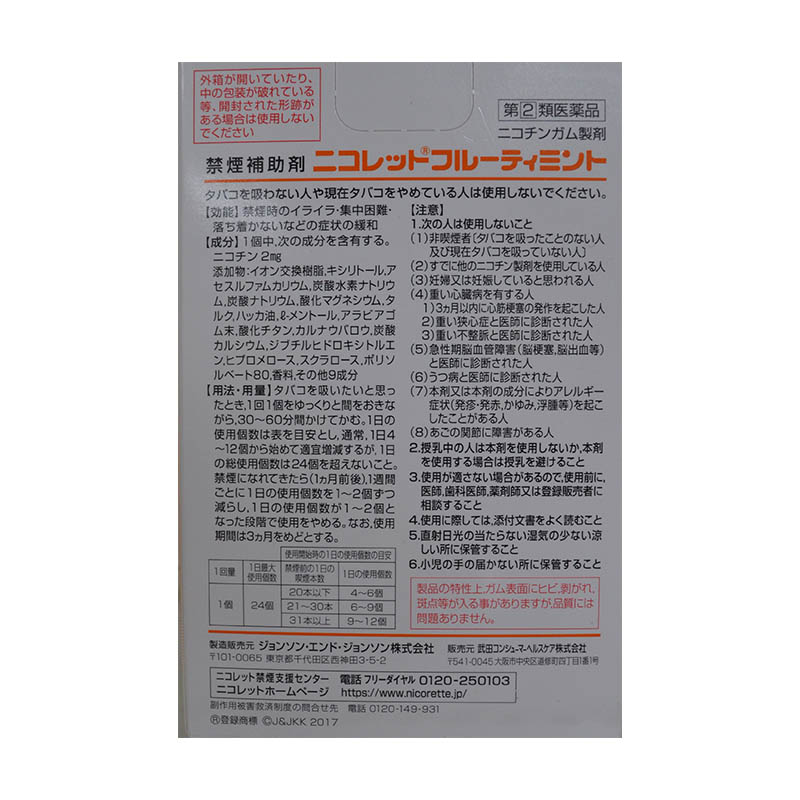 外箱が開いていたり、
中の包装が破れている
等、開封された形跡が
ある場合は使用しない
でください
指②類医薬品
ニコチンガム製剤
禁煙補助剤 ニコレット®フルーティミント
タバコを吸わない人や現在タバコをやめている人は使用しないでください。
【効能】禁煙時のイライラ・集中困難・
落ち着かないなどの症状の緩和
【成分】1個中、次の成分を含有する。
ニコチン 2mg
添加物:イオン交換樹脂,キシリトール,ア
セスルファムカリウム,炭酸水素ナトリウ
ム,炭酸ナトリウム,酸化マグネシウム,タ
ルク,ハッカ油,ℓ-メントール,アラビアゴ
ム末,酸化チタン,カルナウバロウ,炭酸
カルシウム,ジブチルヒドロキシトルエ
ン,ヒプロメロース,スクラロース,ポリソ
ルベート80,香料,その他9成分
【用法・用量】タバコを吸いたいと思っ
たとき,1回1個をゆっくりと間をおきな
がら,30〜60分間かけてかむ。1日の
使用個数は表を目安とし,通常,1日4
〜12個から始めて適宜増減するが,1日
の総使用個数は24個を超えないこと。
禁煙になれてきたら(1ヵ月前後),1週間
ごとに1日の使用個数を1〜2個ずつ
減らし,1日の使用個数が1〜2個と
なった段階で使用をやめる。なお,使用
期間は3ヵ月をめどとする。
1回量 1日最大使用個数 使用開始時の1日の使用個数の目安
禁煙前の1日の喫煙本数 1日の使用個数
1個 24個 20本以下 4〜6個
21〜30本 6〜9個
31本以上 9〜12個
【注意】
1.次の人は使用しないこと
(1)非喫煙者〔タバコを吸ったことのない人
及び現在タバコを吸っていない人〕
(2)すでに他のニコチン製剤を使用している人
(3)妊婦又は妊娠していると思われる人
(4)重い心臓病を有する人
1)3ヵ月以内に心筋梗塞の発作を起こした人
2)重い狭心症と医師に診断された人
3)重い不整脈と医師に診断された人
(5)急性期脳血管障害(脳梗塞,脳出血等)
と医師に診断された人
(6)うつ病と医師に診断された人
(7)本剤又は本剤の成分によりアレルギー
症状(発疹・発赤,かゆみ,浮腫等)を起こ
したことがある人
(8)あごの関節に障害がある人
2.授乳中の人は本剤を使用しないか,本剤
を使用する場合は授乳を避けること
3.使用が適さない場合があるので,使用前に,
医師,歯科医師,薬剤師又は登録販売者に
相談すること
4.使用に際しては,添付文書をよく読むこと
5.直射日光の当たらない湿気の少ない涼
しい所に保管すること
6.小児の手の届かない所に保管すること
製品の特性上,ガム表面にヒビ,剥がれ,
斑点等が入る事がありますが,品質には
問題ありません。
製造販売元 ジョンソン・エンド・ジョンソン株式会社
〒101-0065 東京都千代田区西神田3-5-2
販売元 武田コンシューマーヘルスケア株式会社
〒541-0045 大阪市中央区道修町四丁目1番1号
ニコレット禁煙支援センター 電話 フリーダイヤル 0120-250103
ニコレットホームページ https://www.nicorette.jp/
副作用被害救済制度の問合せ先 電話 0120-149-931
®登録商標 ©J&JKK 2017